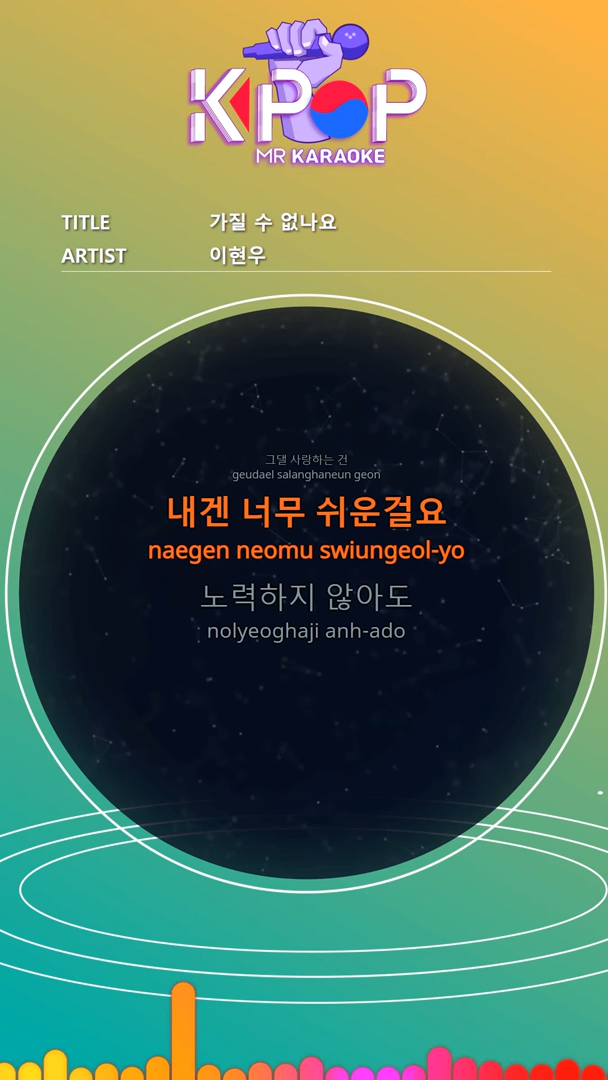 KPOP
MR KARAOKE
TITLE 가질 수 없나요
ARTIST 이현우
그댈 사랑하는 건
geudael salanghaneun geon
내겐 너무 쉬운걸요
naegen neomu swiungeol-yo
노력하지 않아도
nolyeoghaji anh-ado